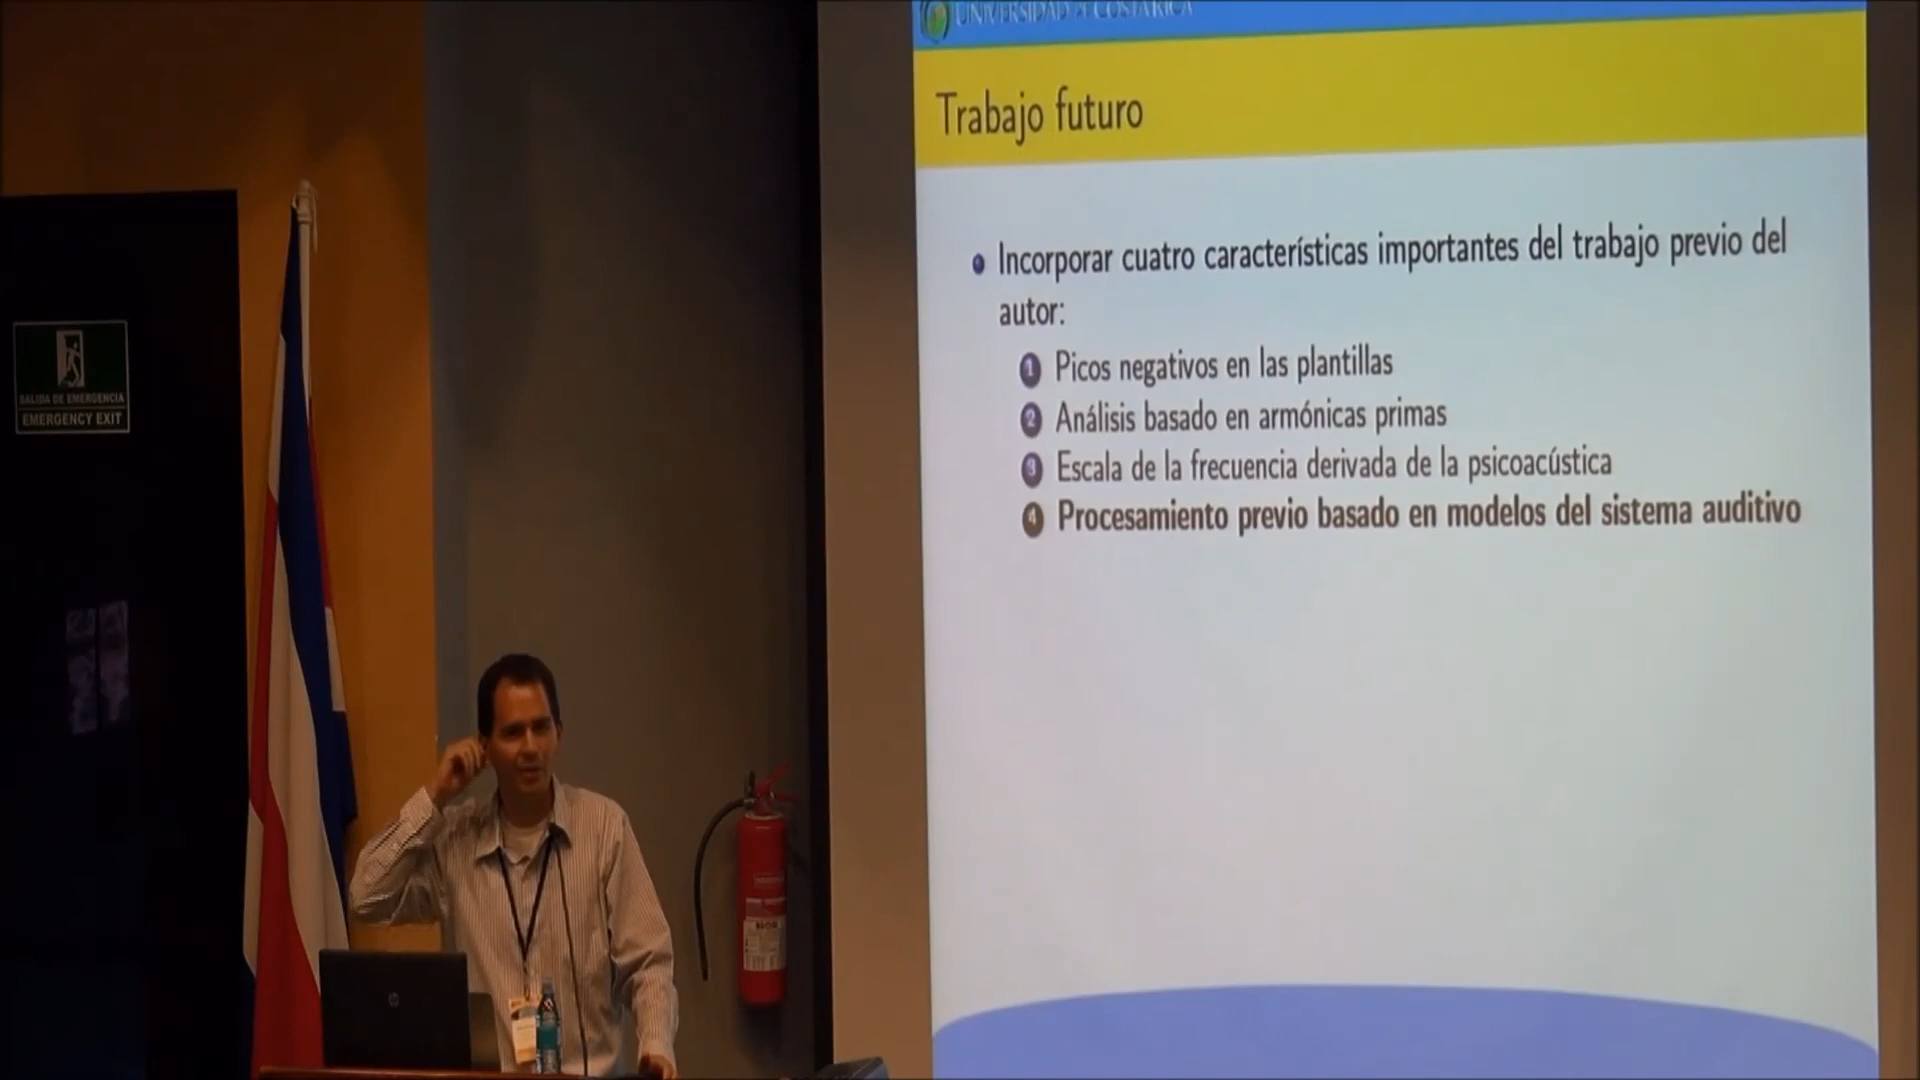 UNIVERSIDAD DE COSTA RICA
Trabajo futuro
Incorporar cuatro características importantes del trabajo previo del
autor:
1 Picos negativos en las plantillas
2 Análisis basado en armónicas primas
3 Escala de la frecuencia derivada de la psicoacústica
4 Procesamiento previo basado en modelos del sistema auditivo
SALIDA DE EMERGENCIA
EMERGENCY EXIT
hp